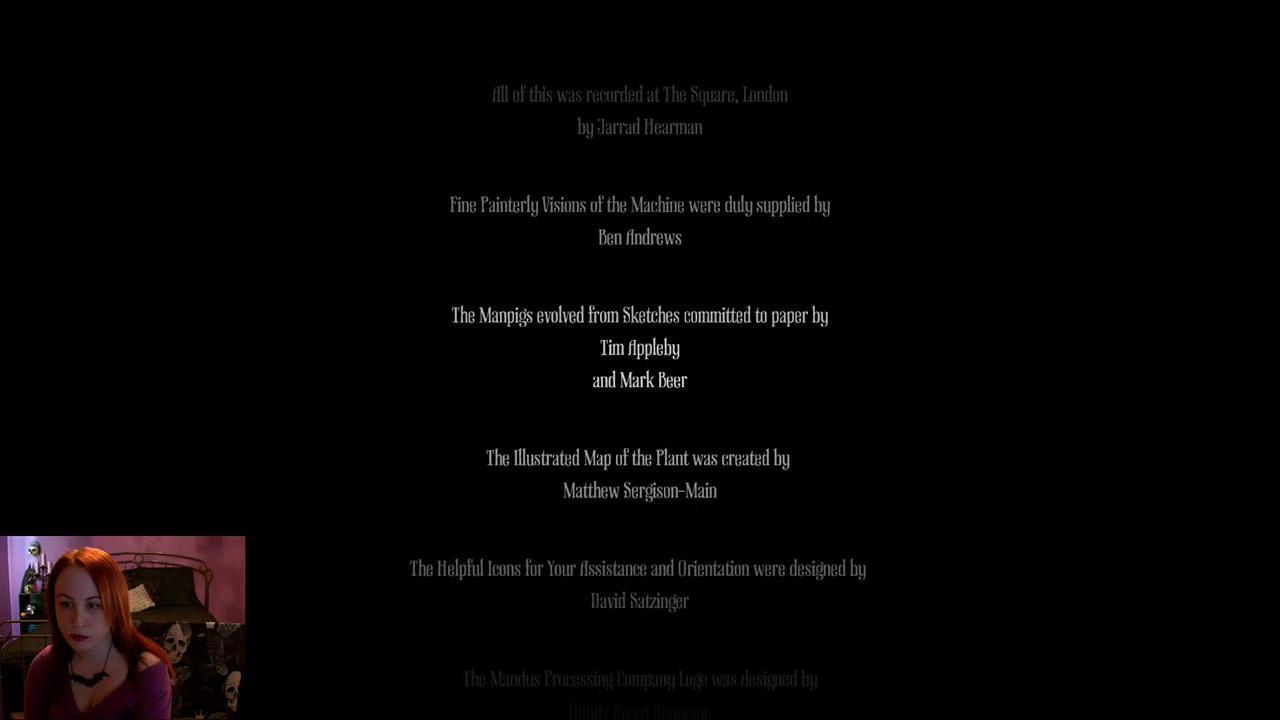 All of this was recorded at The Square, London
by Jarrad Hearman
Fine Painterly Visions of the Machine were duly supplied by
Ben Andrews
The Manpigs evolved from Sketches committed to paper by
Tim Appleby
and Mark Beer
The Illustrated Map of the Plant was created by
Matthew Sergison-Main
The Helpful Icons for Your Assistance and Orientation were designed by
David Satzinger
The Mandus Processing Company Logo was designed by